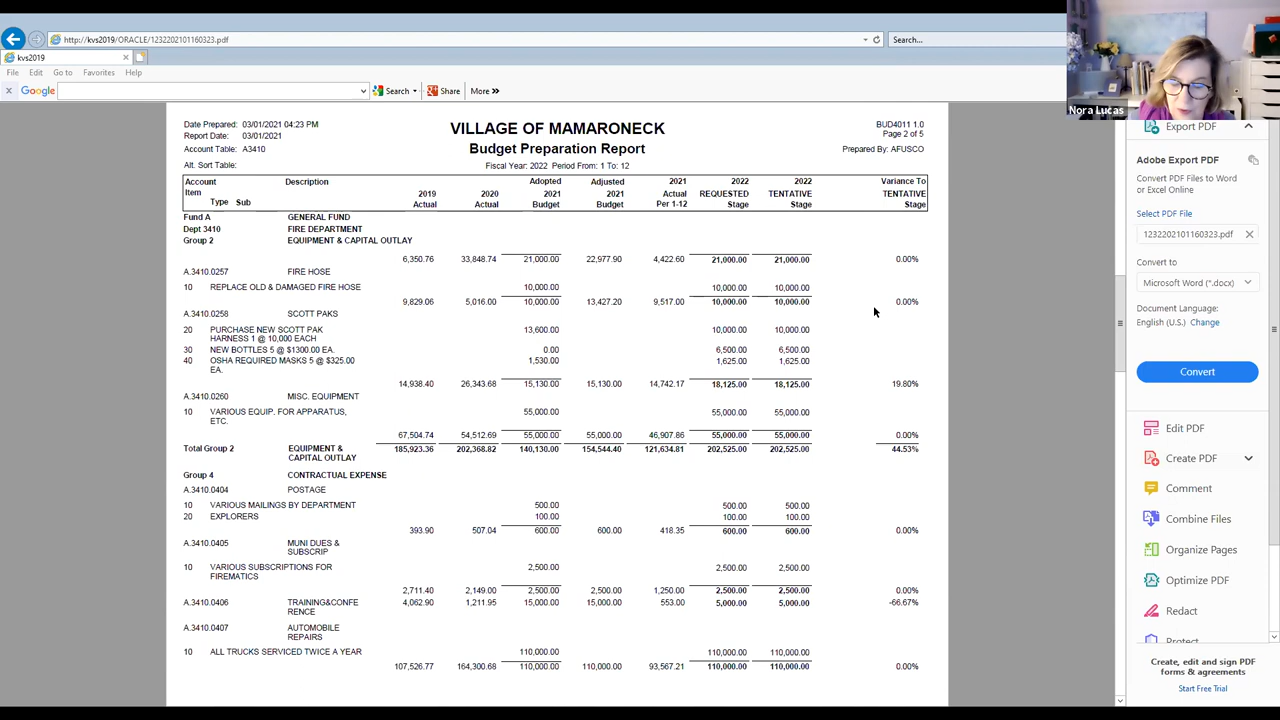 http://kvs2019/ORACLE/1232202101160323.pdf
Search...
kvs2019
File Edit Go to Favorites Help
Google Search Share More
Nora Lucas
Date Prepared: 03/01/2021 04:23 PM
Report Date: 03/01/2021
Account Table: A3410
Alt. Sort Table:
VILLAGE OF MAMARONECK
Budget Preparation Report
Fiscal Year: 2022 Period From: 1 To: 12
BUD4011 1.0
Page 2 of 5
Prepared By: AFUSCO
Account Description Adopted Adjusted 2021 2022 2022 Variance To
Item 2019 2020 2021 2021 Actual REQUESTED TENTATIVE TENTATIVE
Type Sub Actual Actual Budget Budget Per 1-12 Stage Stage Stage
Fund A GENERAL FUND
Dept 3410 FIRE DEPARTMENT
Group 2 EQUIPMENT & CAPITAL OUTLAY
6,350.76 33,848.74 21,000.00 22,977.90 4,422.60 21,000.00 21,000.00 0.00%
A.3410.0257 FIRE HOSE
10 REPLACE OLD & DAMAGED FIRE HOSE 10,000.00 10,000.00 10,000.00
9,829.06 5,016.00 10,000.00 13,427.20 9,517.00 10,000.00 10,000.00 0.00%
A.3410.0258 SCOTT PAKS
20 PURCHASE NEW SCOTT PAK 13,600.00 10,000.00 10,000.00
HARNESS 1 @ 10,000 EACH
30 NEW BOTTLES 5 @ $1300.00 EA. 0.00 6,500.00 6,500.00
40 OSHA REQUIRED MASKS 5 @ $325.00 1,530.00 1,625.00 1,625.00
EA.
14,938.40 26,343.68 15,130.00 15,130.00 14,742.17 18,125.00 18,125.00 19.80%
A.3410.0260 MISC. EQUIPMENT
10 VARIOUS EQUIP. FOR APPARATUS, 55,000.00 55,000.00 55,000.00
ETC.
67,504.74 54,512.69 55,000.00 55,000.00 46,907.86 55,000.00 55,000.00 0.00%
Total Group 2 EQUIPMENT & 185,923.36 202,368.82 140,130.00 154,544.40 121,634.81 202,525.00 202,525.00 44.53%
CAPITAL OUTLAY
Group 4 CONTRACTUAL EXPENSE
A.3410.0404 POSTAGE
10 VARIOUS MAILINGS BY DEPARTMENT 500.00 500.00 500.00
20 EXPLORERS 100.00 100.00 100.00
393.90 507.04 600.00 600.00 418.35 600.00 600.00 0.00%
A.3410.0405 MUNI DUES &
SUBSCRIP
10 VARIOUS SUBSCRIPTIONS FOR 2,500.00 2,500.00 2,500.00
FIREMATICS
2,711.40 2,149.00 2,500.00 2,500.00 1,250.00 2,500.00 2,500.00 0.00%
A.3410.0406 TRAINING&CONFE 4,062.90 1,211.95 15,000.00 15,000.00 553.00 5,000.00 5,000.00 -66.67%
RENCE
A.3410.0407 AUTOMOBILE
REPAIRS
10 ALL TRUCKS SERVICED TWICE A YEAR 110,000.00 110,000.00 110,000.00
107,526.77 164,300.68 110,000.00 110,000.00 93,567.21 110,000.00 110,000.00 0.00%
Export PDF
Adobe Export PDF
Convert PDF Files to Word
or Excel Online
Select PDF File
1232202101160323.pdf
Convert to
Microsoft Word (*.docx)
Document Language:
English (U.S.) Change
Convert
Edit PDF
Create PDF
Comment
Combine Files
Organize Pages
Optimize PDF
Redact
Protect
Create, edit and sign PDF
forms & agreements
Start Free Trial